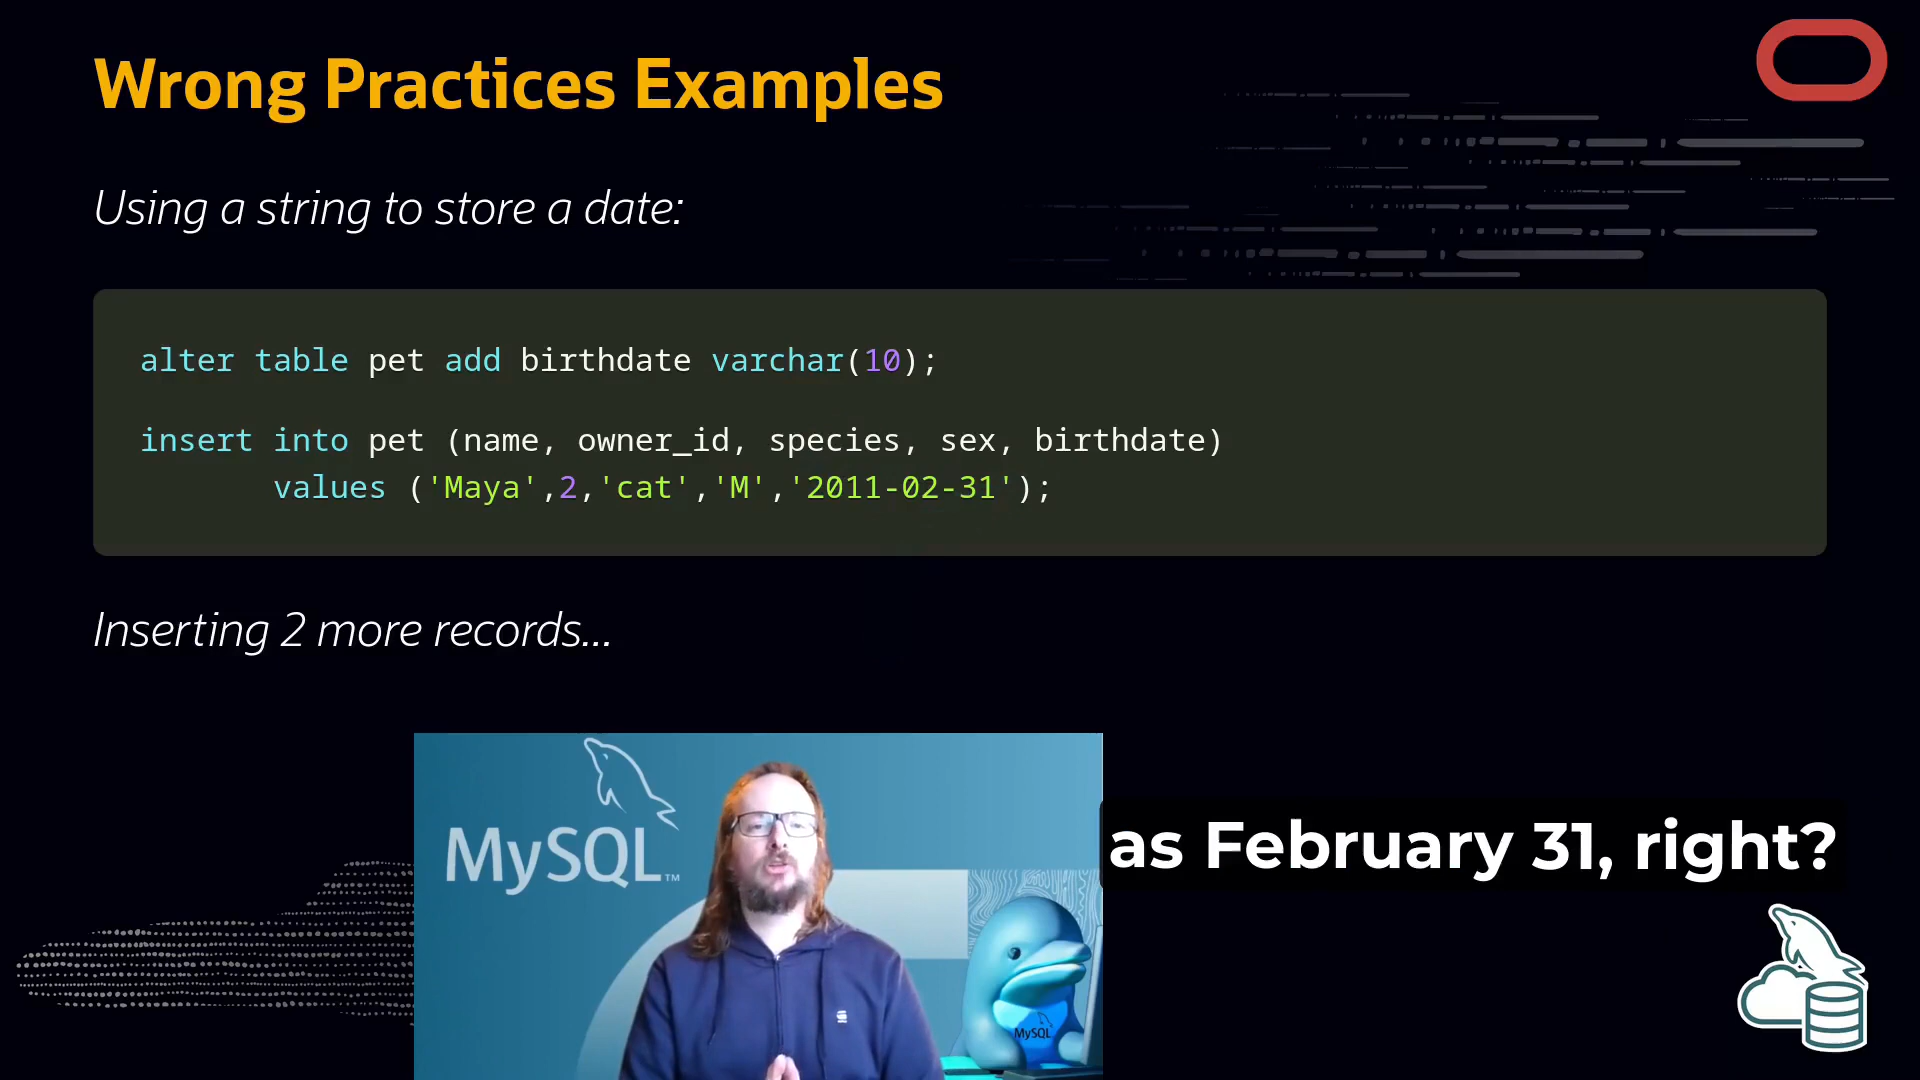 Wrong Practices Examples
Using a string to store a date:
alter table pet add birthdate varchar(10);
insert into pet (name, owner_id, species, sex, birthdate)
values ('Maya',2,'cat','M','2011-02-31');
Inserting 2 more records...
MySQL™
as February 31, right?
MySQL